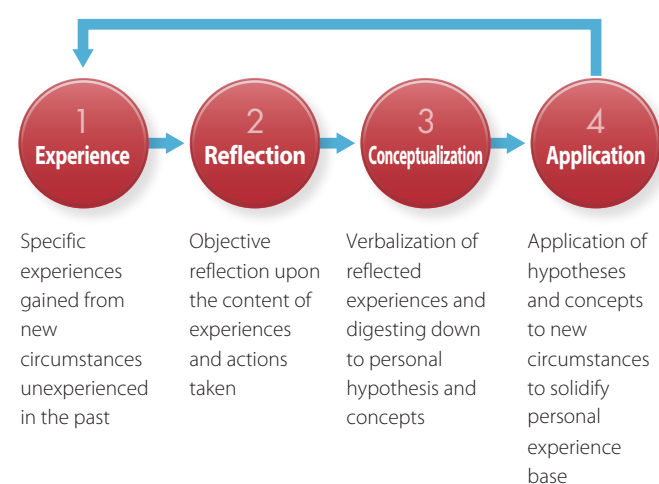 1
Experience
2
Reflection
3
Conceptualization
4
Application
Specific
experiences
gained from
new
circumstances
unexperienced
in the past
Objective
reflection upon
the content of
experiences
and actions
taken
Verbalization of
reflected
experiences and
digesting down
to personal
hypothesis and
concepts
Application of
hypotheses
and concepts
to new
circumstances
to solidify
personal
experience
base